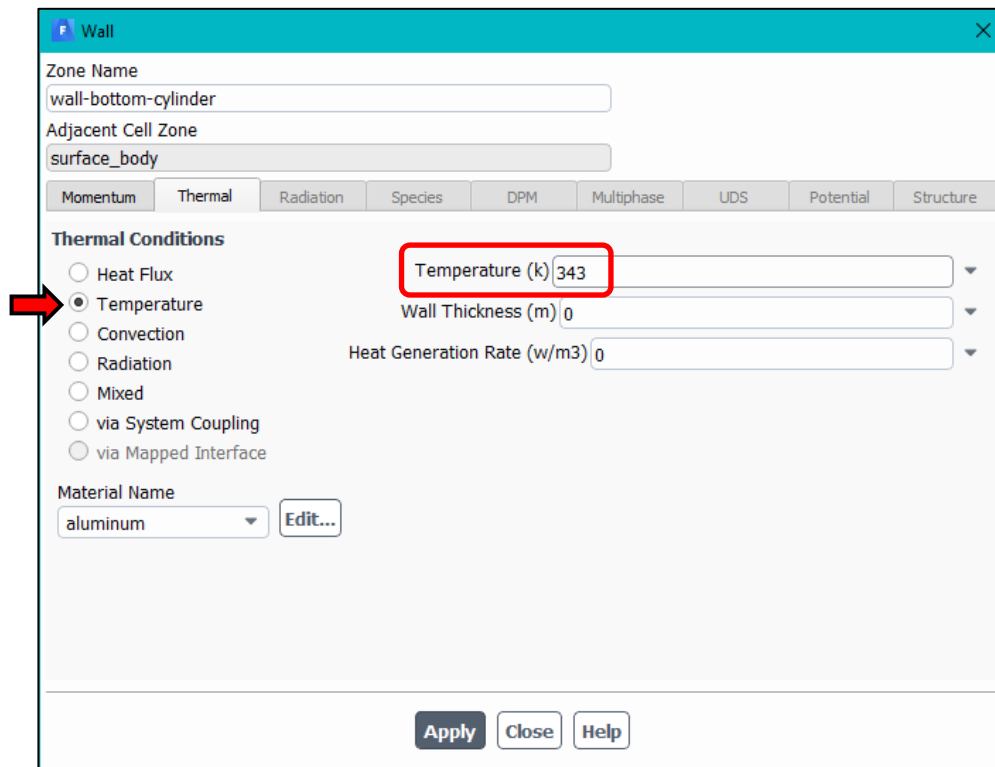 F Wall
Zone Name
wall-bottom-cylinder
Adjacent Cell Zone
surface_body
Momentum Thermal Radiation Species DPM Multiphase UDS Potential Structure
Thermal Conditions
Heat Flux
Temperature (k) 343
Temperature
Wall Thickness (m) 0
Convection
Heat Generation Rate (w/m3) 0
Radiation
Mixed
via System Coupling
via Mapped Interface
Material Name
aluminum Edit...
Apply Close Help